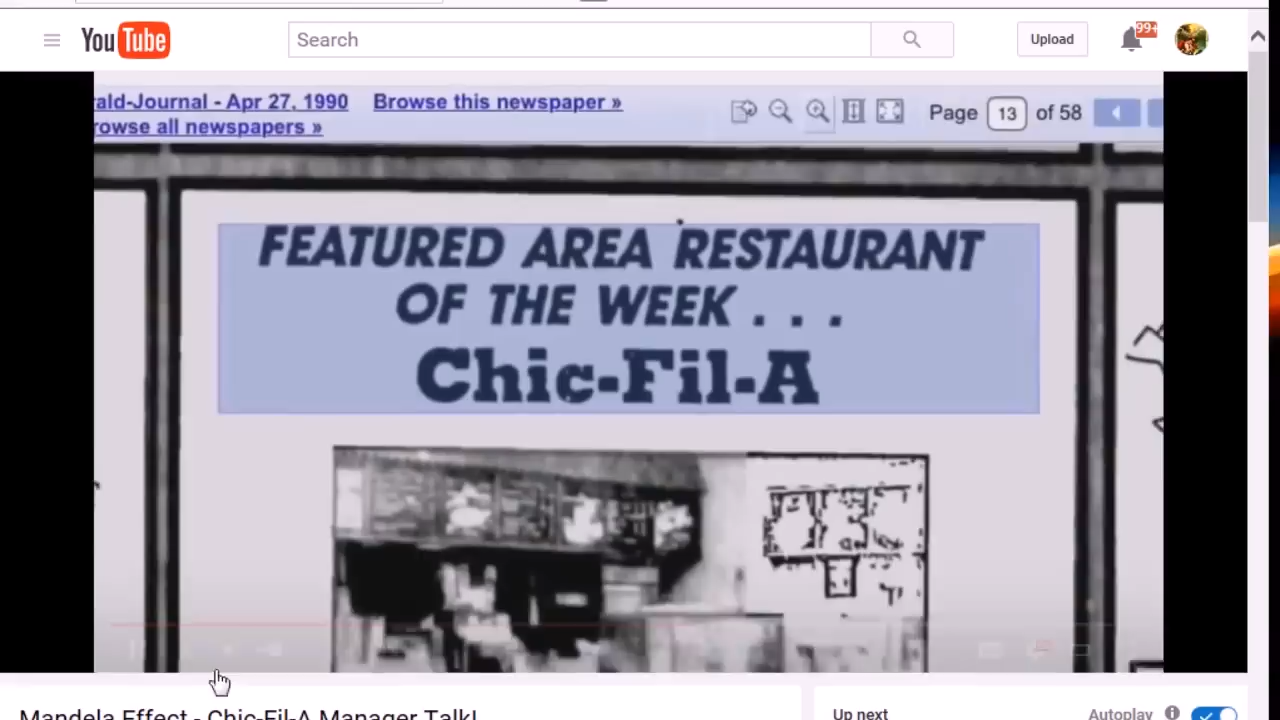 YouTube
Search
Upload
99+
rald-Journal - Apr 27, 1990 Browse this newspaper »
rowse all newspapers »
Page 13 of 58
FEATURED AREA RESTAURANT
OF THE WEEK . . .
Chic-Fil-A
Mandela Effect - Chic-Fil-A Manager Talk!
Up next
Autoplay